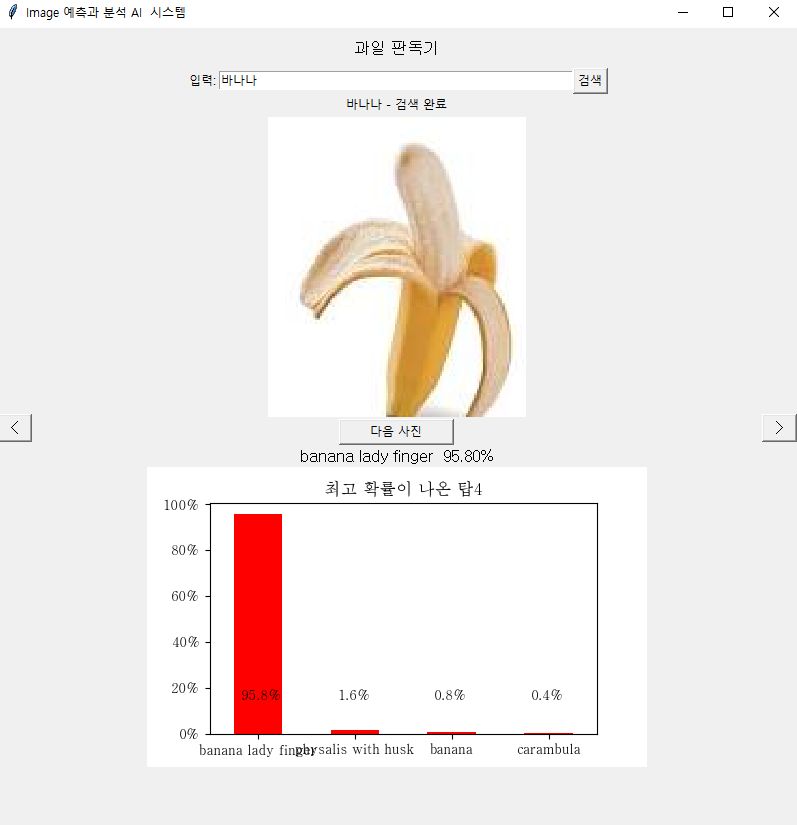 Image 예측과 분석 AI 시스템
과일 판독기
입력: 바나나 검색
바나나 - 검색 완료
다음 사진
banana lady finger 95.80%
최고 확률이 나온 탑4
100%
80%
60%
40%
20%
0%
95.8% 1.6% 0.8% 0.4%
banana lady finger physalis with husk banana carambula